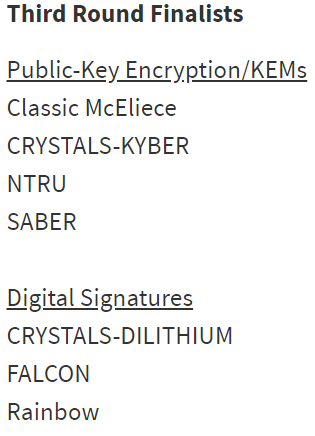 Third Round Finalists
Public-Key Encryption/KEMs
Classic McEliece
CRYSTALS-KYBER
NTRU
SABER
Digital Signatures
CRYSTALS-DILITHIUM
FALCON
Rainbow